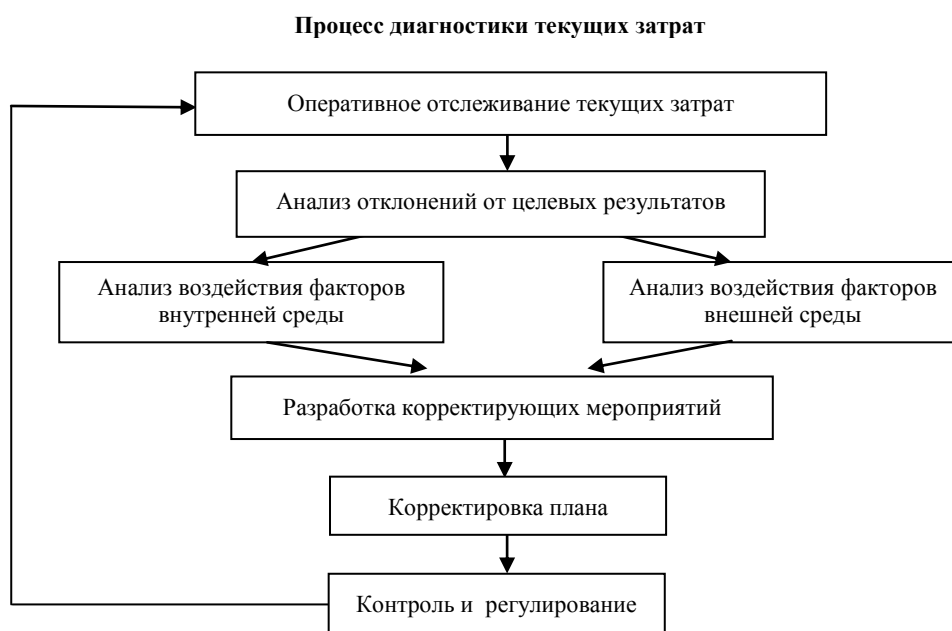 Процесс диагностики текущих затрат
Оперативное отслеживание текущих затрат
Анализ отклонений от целевых результатов
Анализ воздействия факторов
внутренней среды
Анализ воздействия факторов
внешней среды
Разработка корректирующих мероприятий
Корректировка плана
Контроль и регулирование